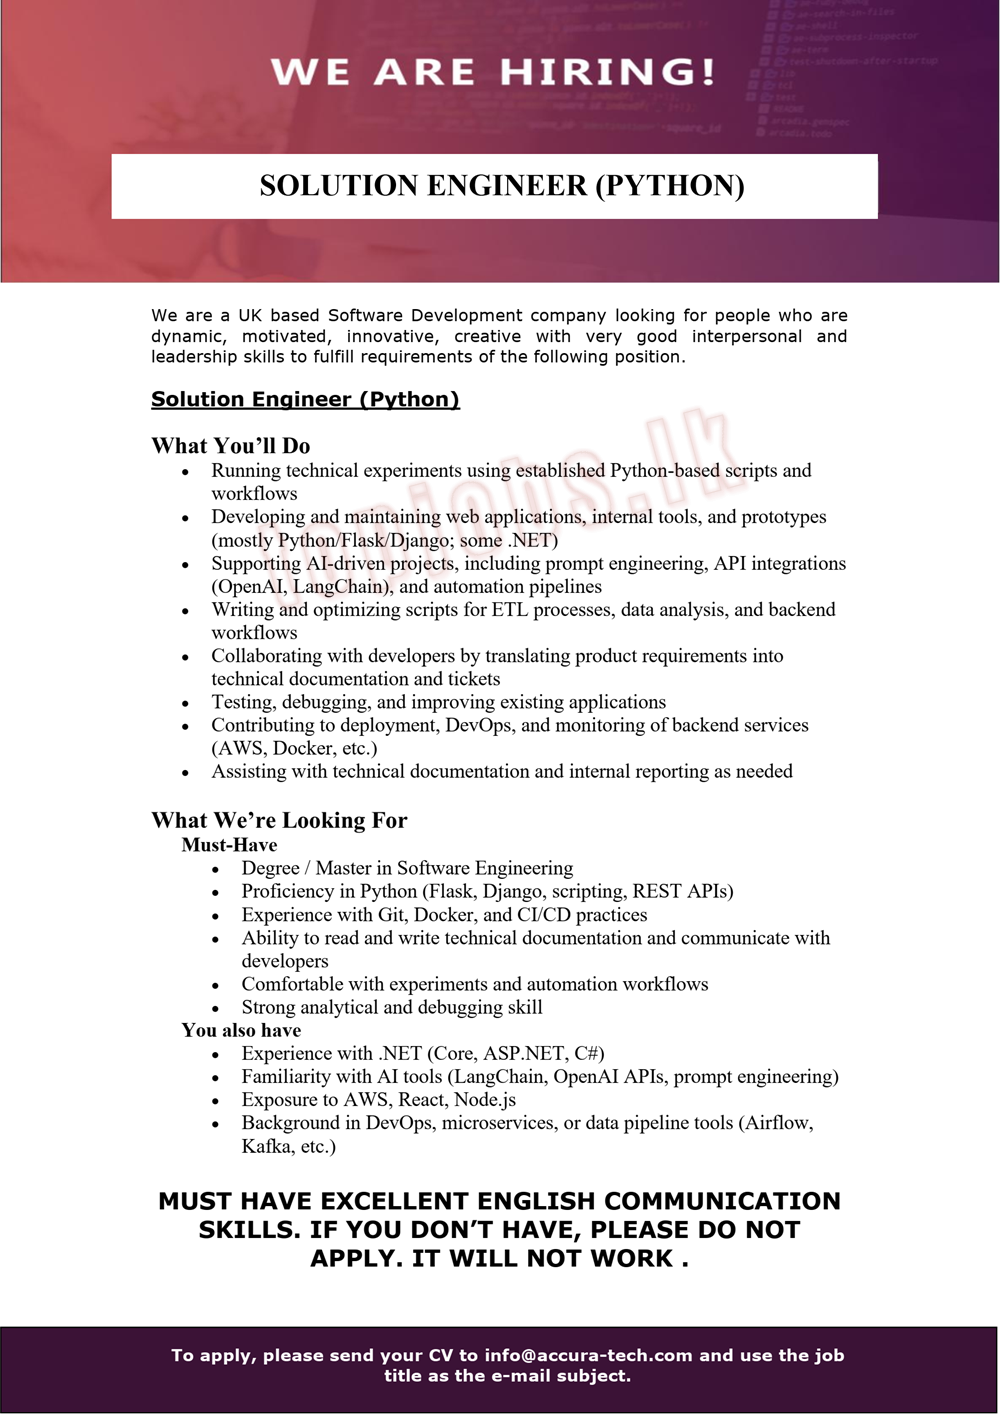 WE ARE HIRING!
SOLUTION ENGINEER (PYTHON)
We are a UK based Software Development company looking for people who are
dynamic, motivated, innovative, creative with very good interpersonal and
leadership skills to fulfill requirements of the following position.
Solution Engineer (Python)
What You’ll Do
• Running technical experiments using established Python-based scripts and
workflows
• Developing and maintaining web applications, internal tools, and prototypes
(mostly Python/Flask/Django; some .NET)
• Supporting AI-driven projects, including prompt engineering, API integrations
(OpenAI, LangChain), and automation pipelines
• Writing and optimizing scripts for ETL processes, data analysis, and backend
workflows
• Collaborating with developers by translating product requirements into
technical documentation and tickets
• Testing, debugging, and improving existing applications
• Contributing to deployment, DevOps, and monitoring of backend services
(AWS, Docker, etc.)
• Assisting with technical documentation and internal reporting as needed
topjobs.lk
What We’re Looking For
Must-Have
• Degree / Master in Software Engineering
• Proficiency in Python (Flask, Django, scripting, REST APIs)
• Experience with Git, Docker, and CI/CD practices
• Ability to read and write technical documentation and communicate with
developers
• Comfortable with experiments and automation workflows
• Strong analytical and debugging skill
You also have
• Experience with .NET (Core, ASP.NET, C#)
• Familiarity with AI tools (LangChain, OpenAI APIs, prompt engineering)
• Exposure to AWS, React, Node.js
• Background in DevOps, microservices, or data pipeline tools (Airflow,
Kafka, etc.)
MUST HAVE EXCELLENT ENGLISH COMMUNICATION
SKILLS. IF YOU DON’T HAVE, PLEASE DO NOT
APPLY. IT WILL NOT WORK .
To apply, please send your CV to info@accura-tech.com and use the job
title as the e-mail subject.